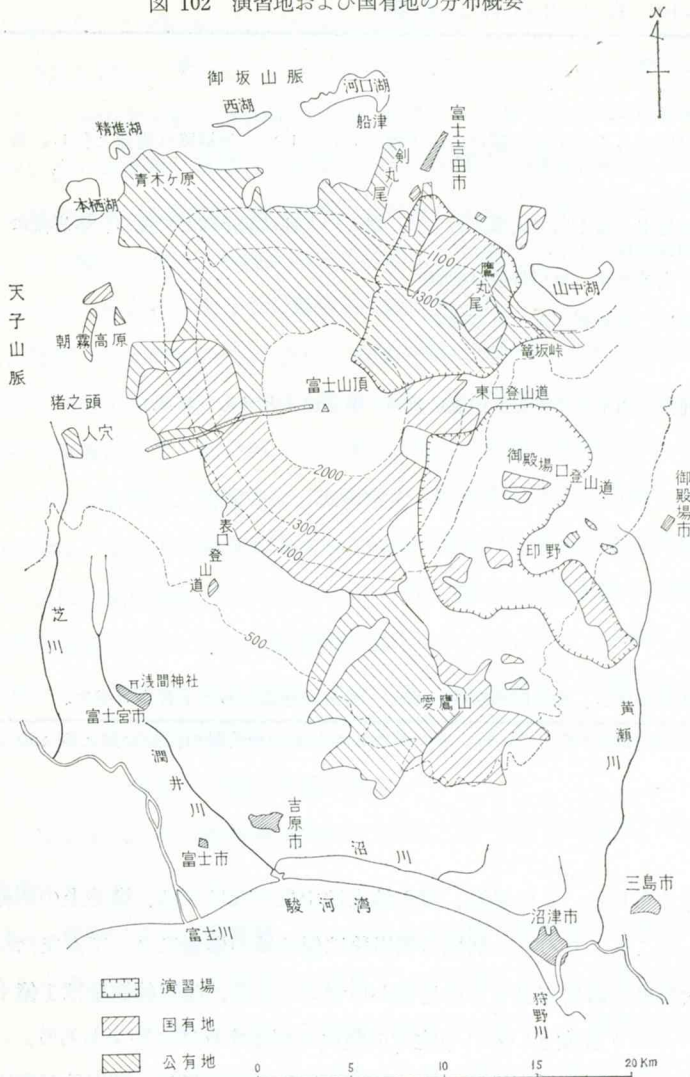 図 102 演習地および国有地の分布概要
N
御坂山脈
河口湖
西湖
船津
精進湖
富士吉田市
剣丸尾
青木ケ原
本栖湖
1100
鷹丸尾
1300
山中湖
天子山脈
朝霧高原
籠坂峠
富士山頂
東口登山道
猪之頭
人穴
御殿場口登山道
御殿場市
2000
表口登山道
1300
1100
印野
芝川
500
浅間神社
愛鷹山
富士宮市
黄瀬川
潤井川
吉原市
沼川
富士市
三島市
駿河湾
沼津市
富士川
狩野川
演習場
国有地
公有地
0 5 10 15 20 Km